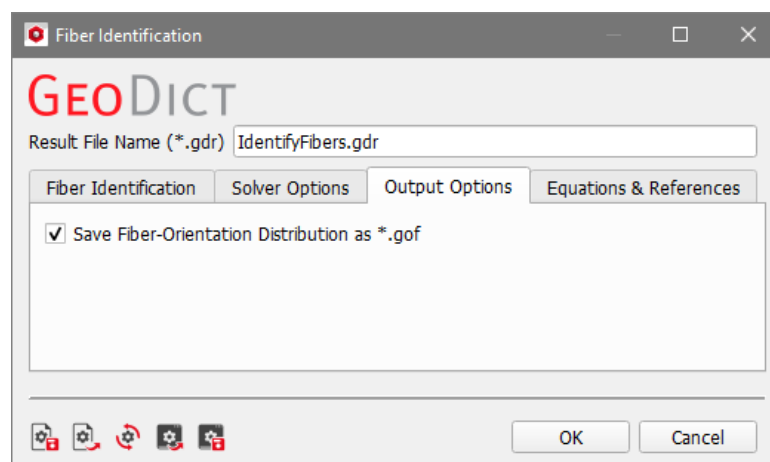 Fiber Identification
GEODICT
Result File Name (*.gdr) IdentifyFibers.gdr
Fiber Identification Solver Options Output Options Equations & References
Save Fiber-Orientation Distribution as *.gof
OK Cancel